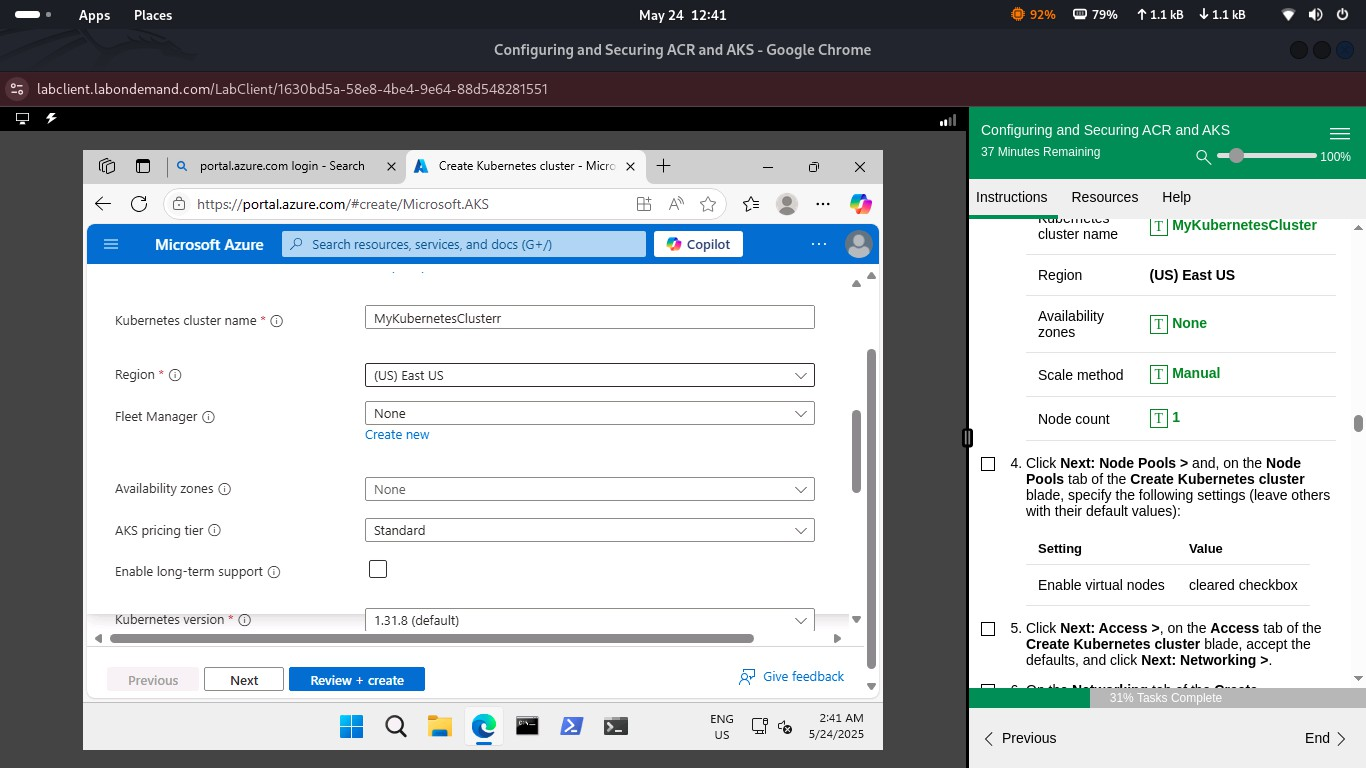 Apps Places May 24 12:41 92% 79% 1.1 kB 1.1 kB
Configuring and Securing ACR and AKS - Google Chrome
labclient.labondemand.com/LabClient/1630bd5a-58e8-4be4-9e64-88d548281551
portal.azure.com login - Search
Create Kubernetes cluster - Micro
https://portal.azure.com/#create/Microsoft.AKS
Microsoft Azure
Search resources, services, and docs (G+/)
Copilot
Kubernetes cluster name *
MyKubernetesClusterr
Region *
(US) East US
Fleet Manager
None
Create new
Availability zones
None
AKS pricing tier
Standard
Enable long-term support
Kubernetes version *
1.31.8 (default)
Previous
Next
Review + create
Give feedback
ENG
US
2:41 AM
5/24/2025
Configuring and Securing ACR and AKS
37 Minutes Remaining
100%
Instructions Resources Help
Kubernetes
cluster name
T MyKubernetesCluster
Region (US) East US
Availability
zones
T None
Scale method T Manual
Node count T 1
4. Click Next: Node Pools > and, on the Node
Pools tab of the Create Kubernetes cluster
blade, specify the following settings (leave others
with their default values):
Setting Value
Enable virtual nodes cleared checkbox
5. Click Next: Access >, on the Access tab of the
Create Kubernetes cluster blade, accept the
defaults, and click Next: Networking >.
6. On the Networking tab of the Create
31% Tasks Complete
Previous
End